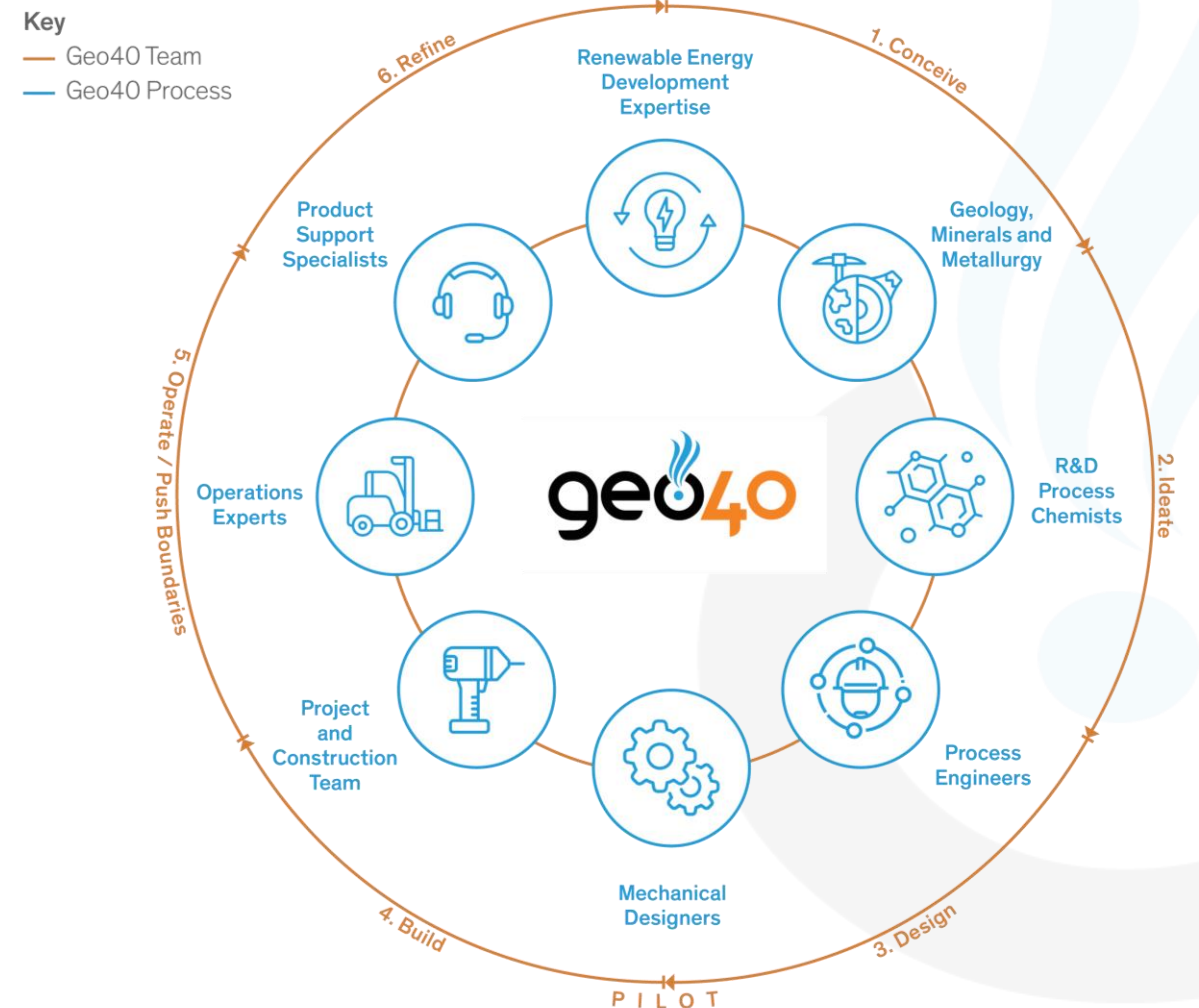 Key
Geo40 Team
Geo40 Process
1. Conceive
6. Refine
Renewable Energy
Development
Expertise
Product
Support
Specialists
Geology,
Minerals and
Metallurgy
5. Operate / Push Boundaries
Operations
Experts
geo40
R&D
Process
Chemists
2. Ideate
Project
and
Construction
Team
Process
Engineers
Mechanical
Designers
4. Build
3. Design
PILOT